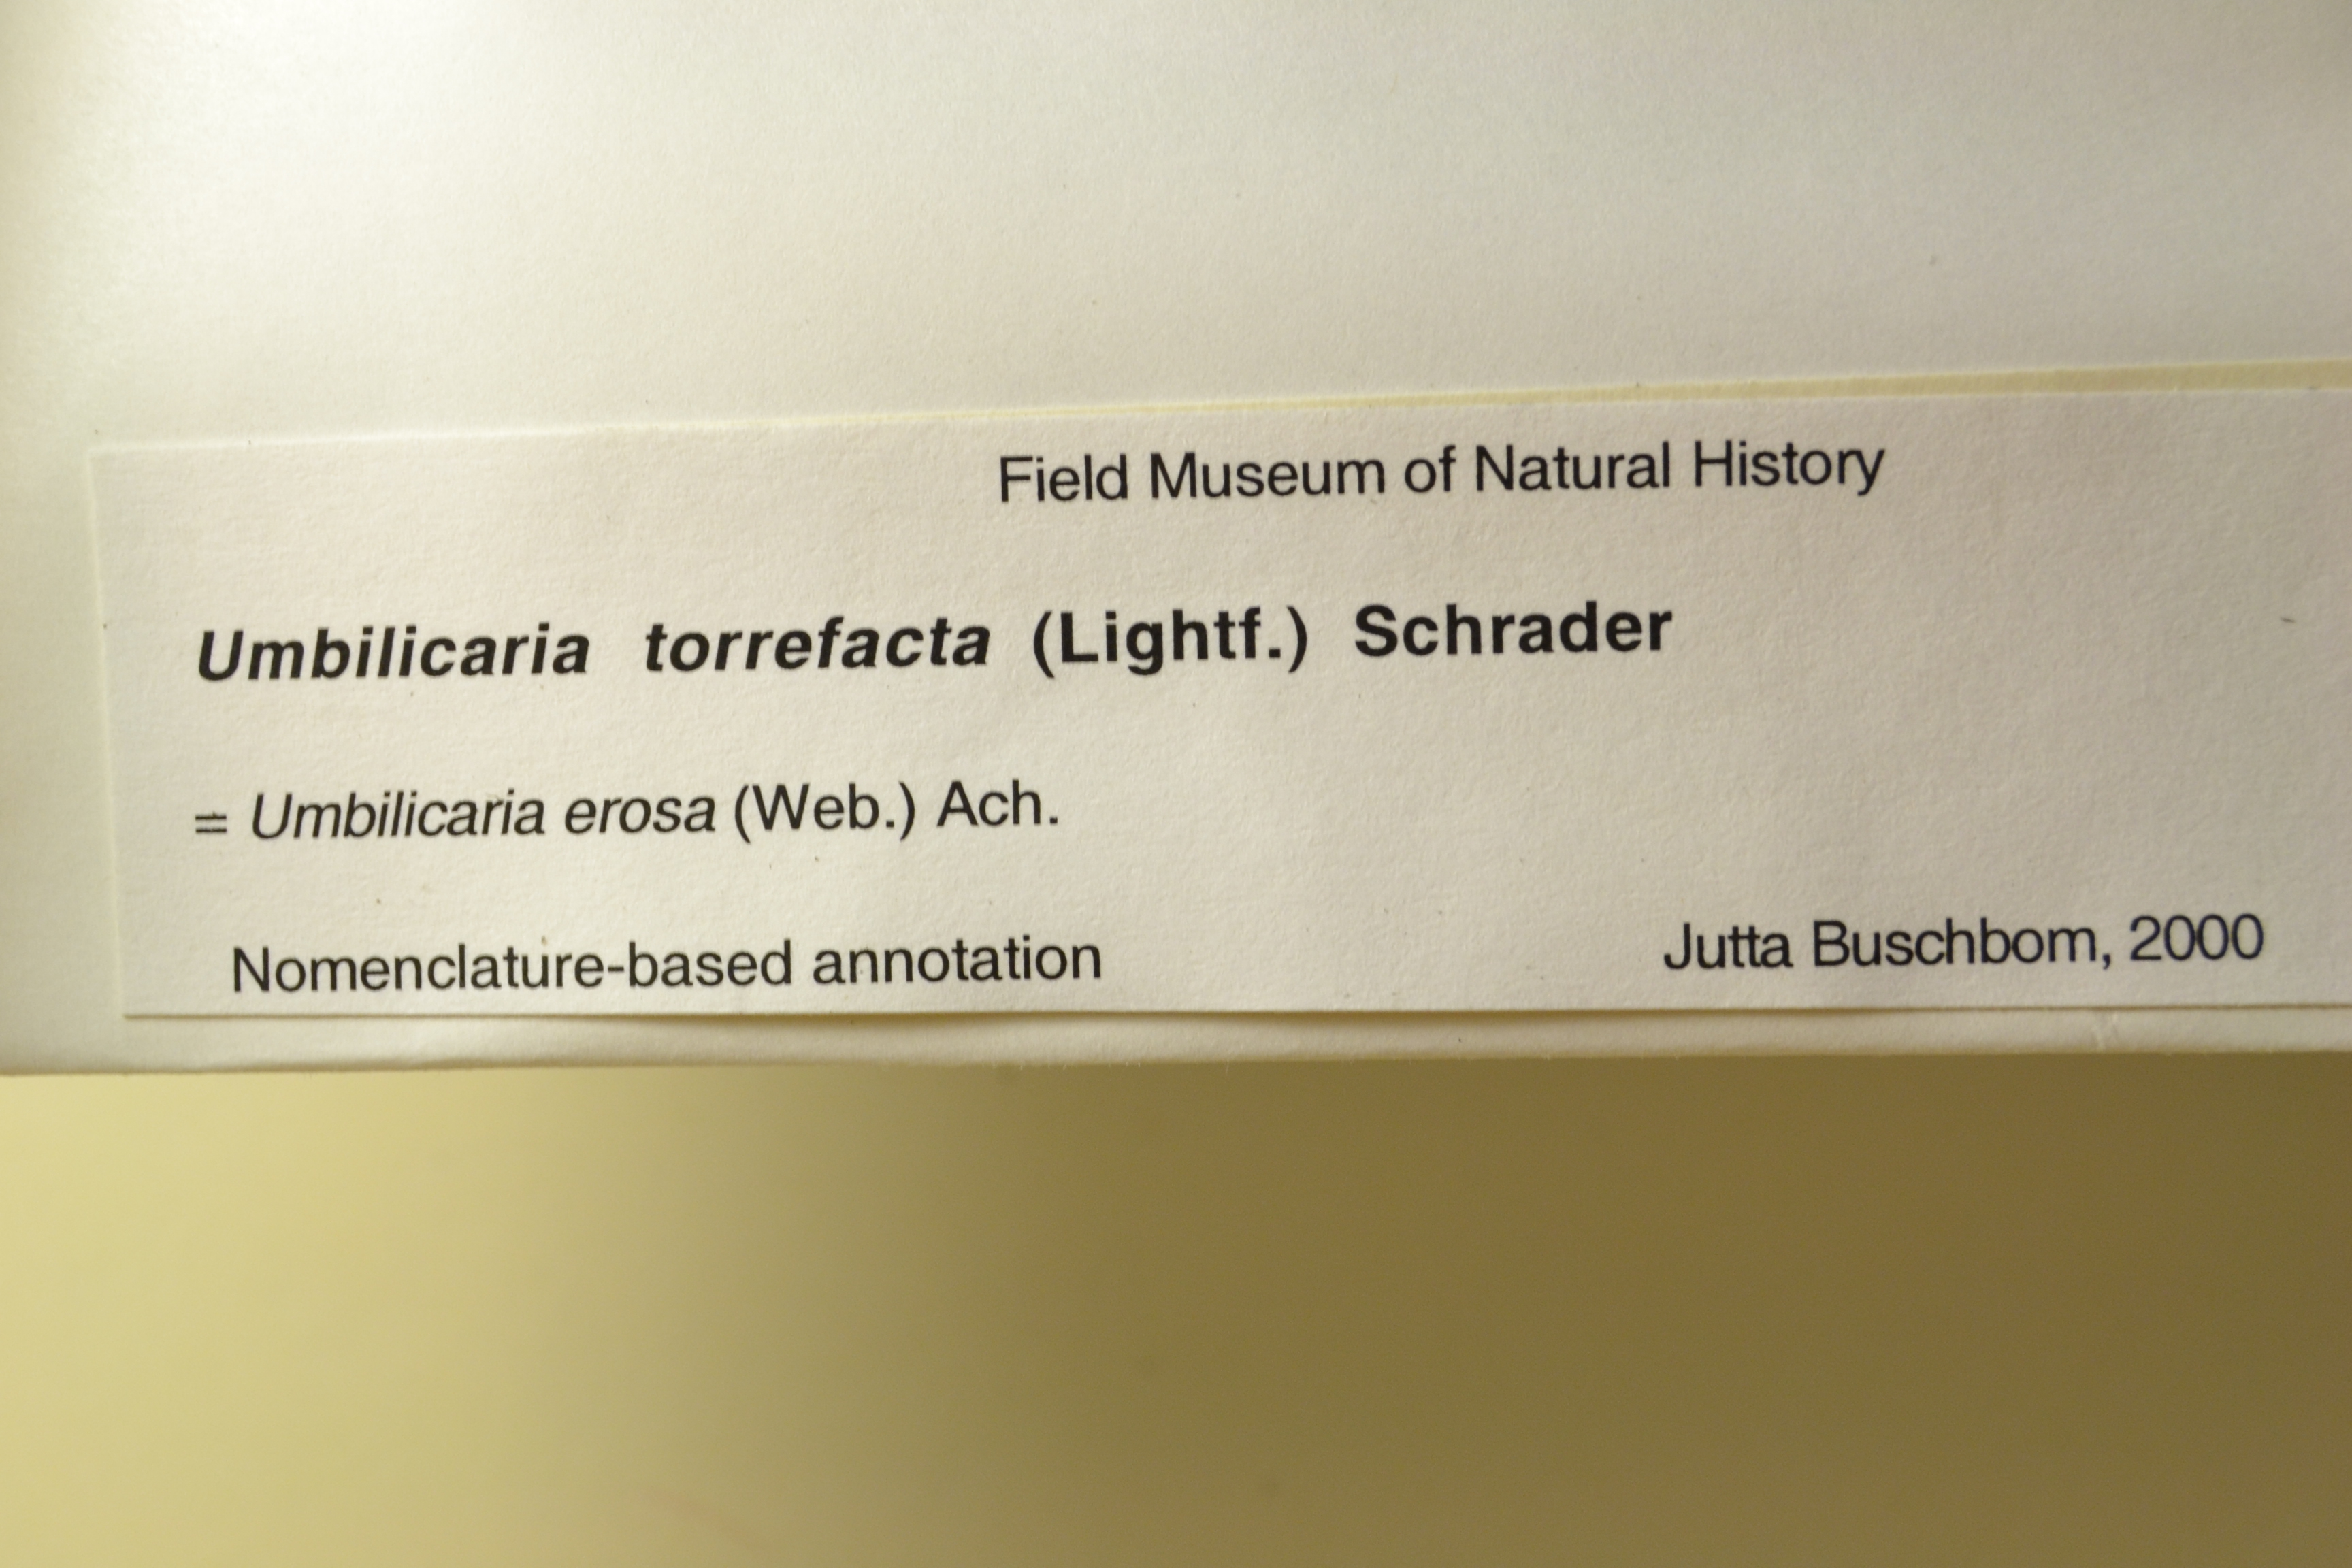 Field Museum of Natural History
Umbilicaria torrefacta (Lightf.) Schrader
= Umbilicaria erosa (Web.) Ach.
Nomenclature-based annotation Jutta Buschbom, 2000